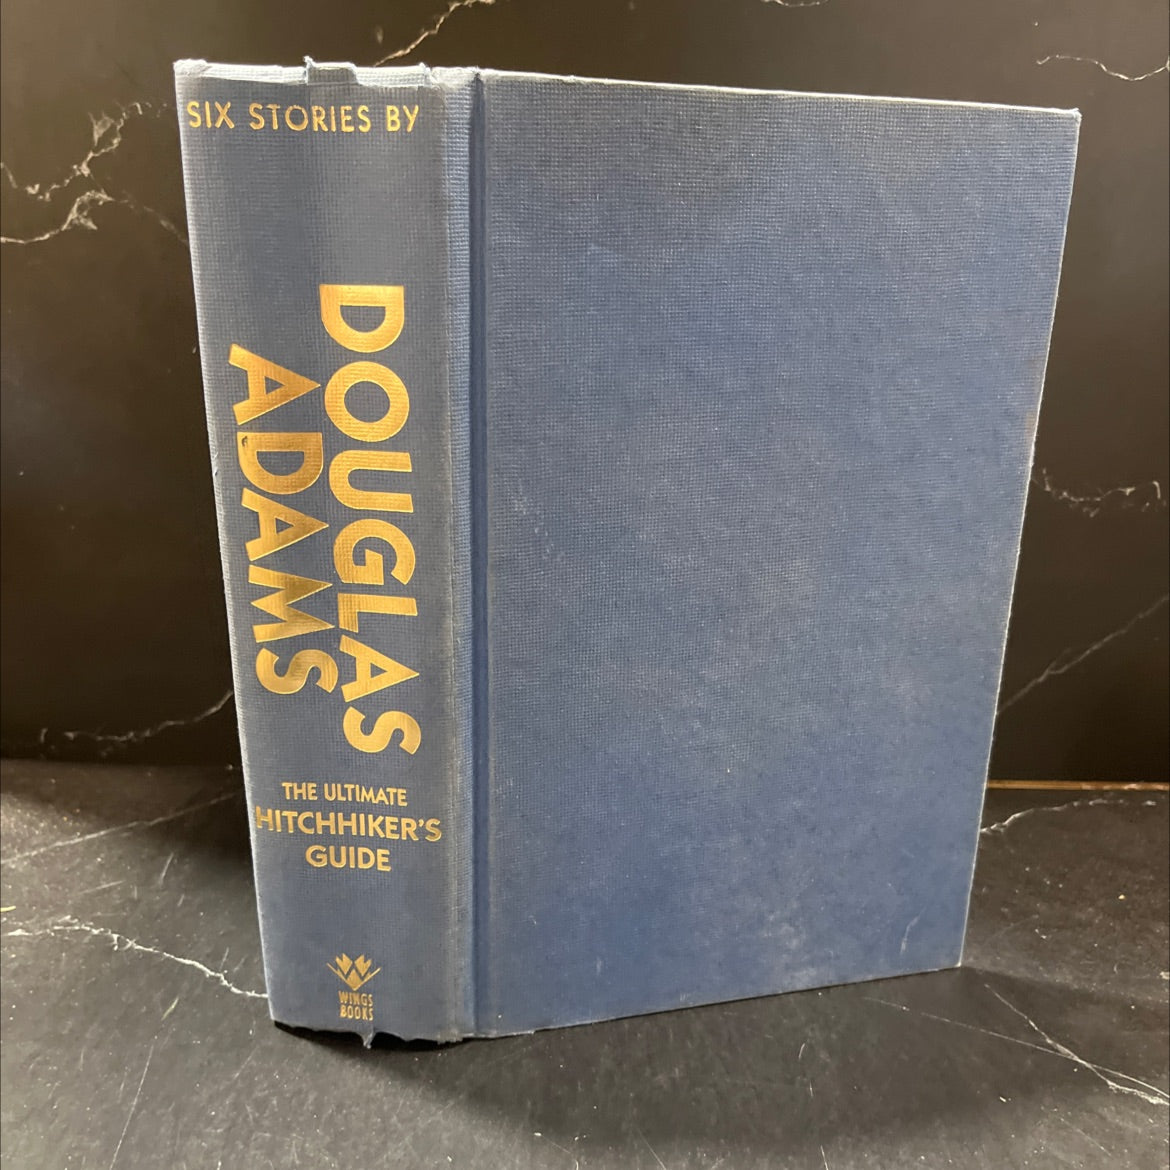 SIX STORIES BY
DOUGLAS
ADAMS
THE ULTIMATE
HITCHHIKER'S
GUIDE
WINGS
BOOKS